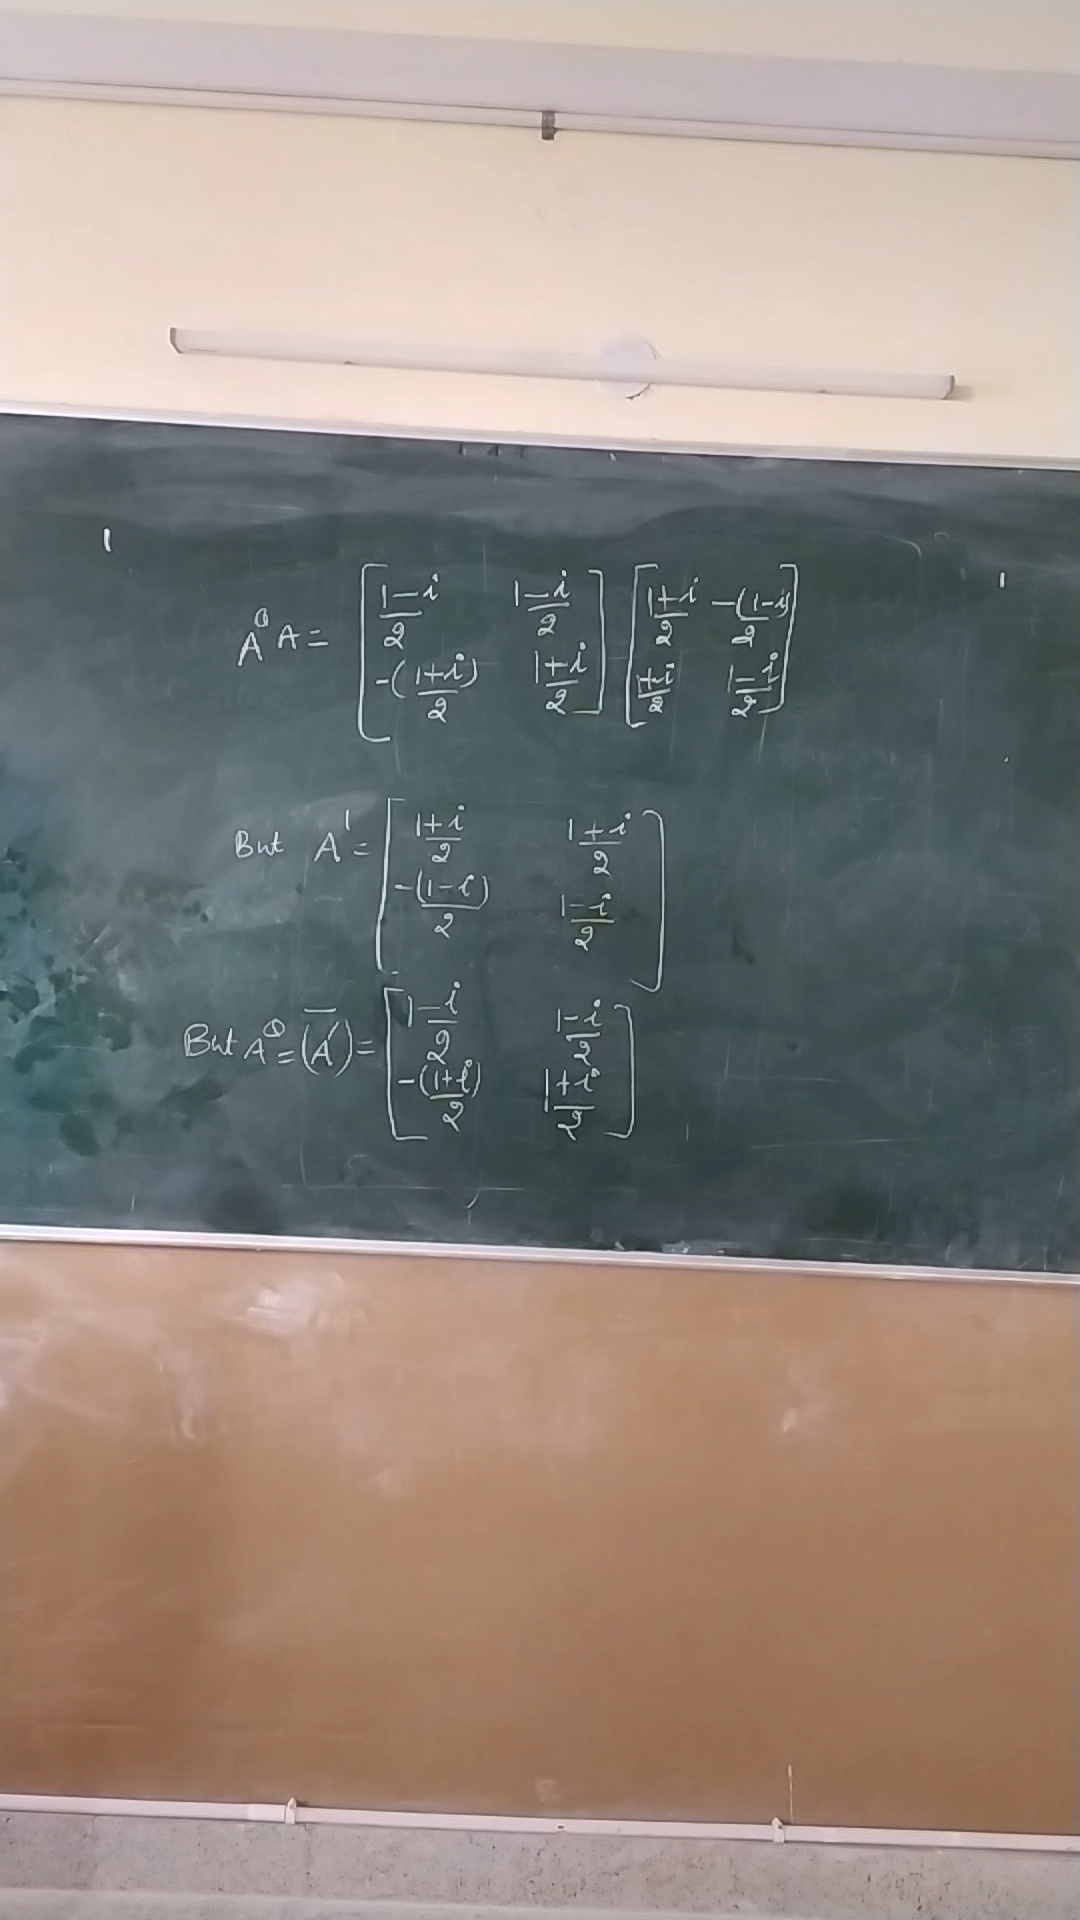 A^θ A = [ (1-i)/2 (1-i)/2 ; -(1+i)/2 (1+i)/2 ] [ (1+i)/2 -(1-i)/2 ; (1+i)/2 (1-i)/2 ]
But A' = [ (1+i)/2 (1+i)/2 ; -(1-i)/2 (1-i)/2 ]
But A^θ = (A̅') = [ (1-i)/2 (1-i)/2 ; -(1+i)/2 (1+i)/2 ]